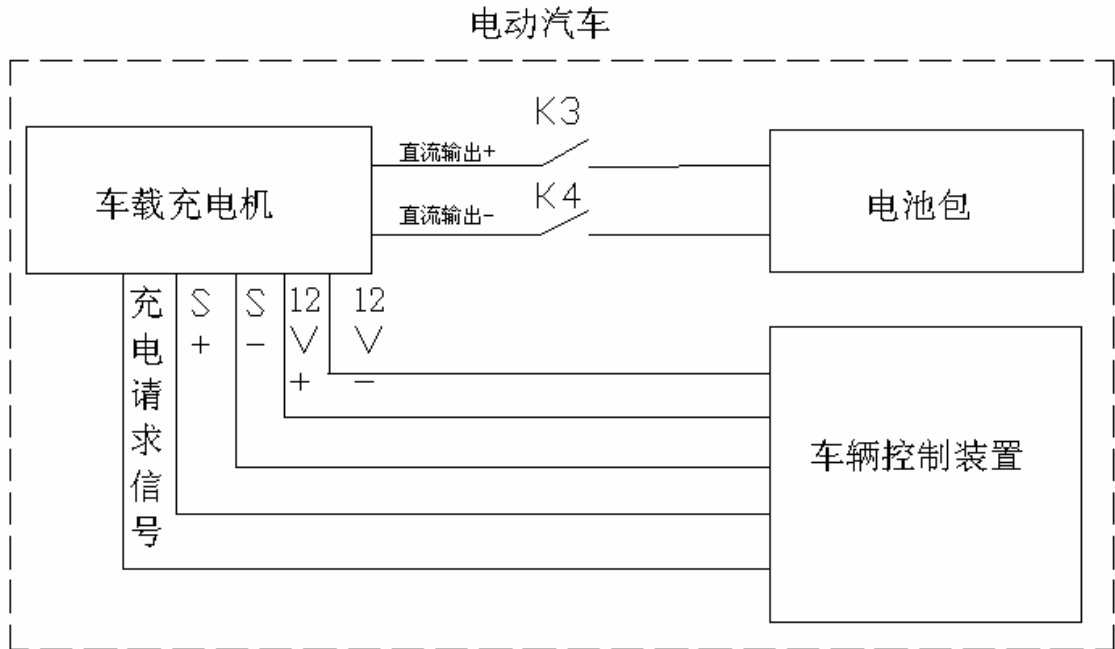 电动汽车
K3
直流输出+
车载充电机
K4
直流输出-
电池包
充电请求信号
S+
S-
12V+
12V-
车辆控制装置